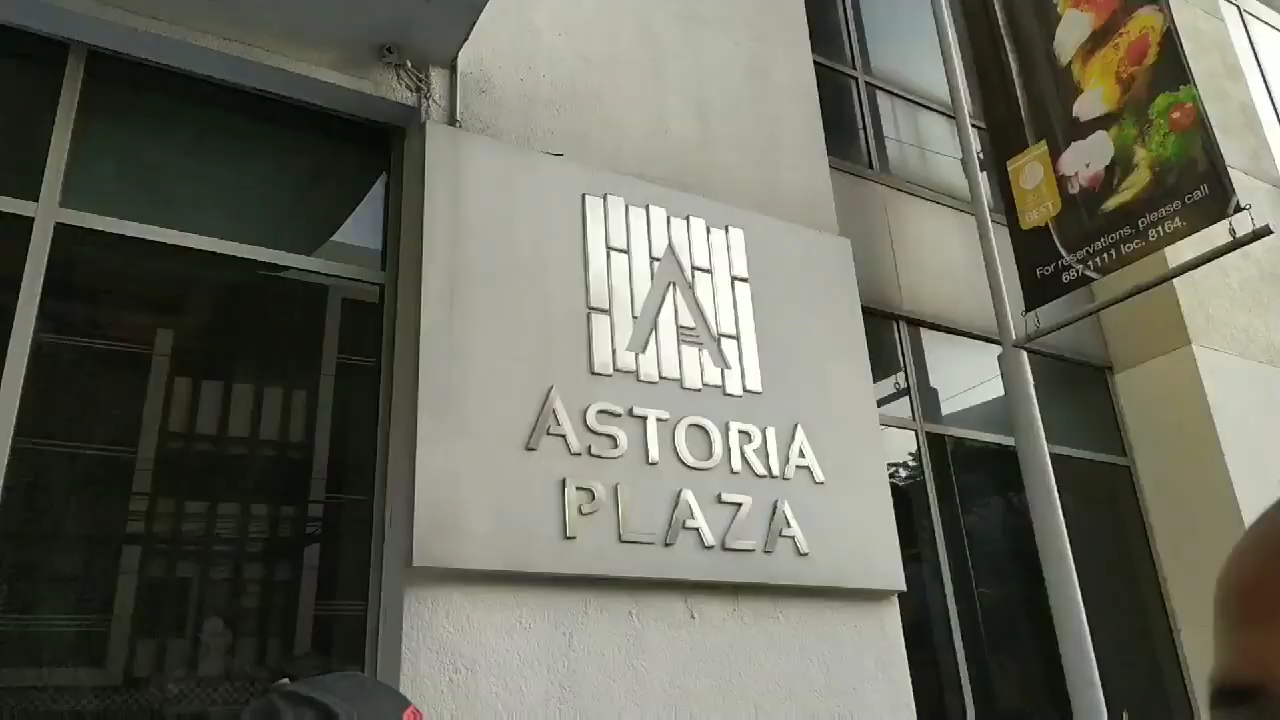 A
ASTORIA
PLAZA
BEST
For reservations, please call
687 1111 loc. 8164.